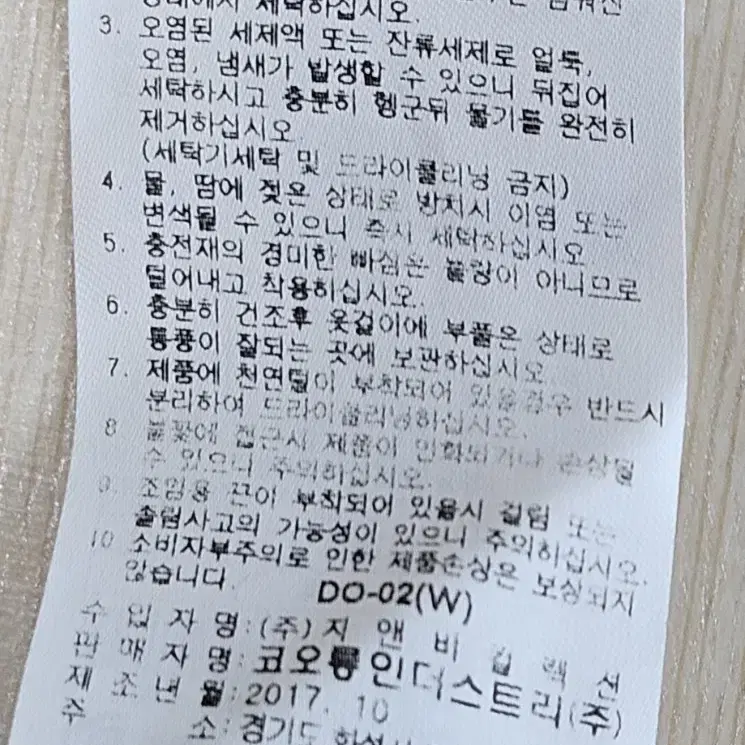 상태에서 세탁하십시오.
3. 오염된 세제액 또는 잔류세제로 얼룩,
오염, 냄새가 발생할 수 있으니 뒤집어
세탁하시고 충분히 헹군뒤 물기를 완전히
제거하십시오
(세탁기세탁 및 드라이클리닝 금지)
4. 물, 땀에 젖은 상태로 방치시 이염 또는
변색될 수 있으니 즉시 세탁하십시오
5. 충전재의 경미한 빠짐은 불량이 아니므로
털어내고 착용하십시오.
6. 충분히 건조후 옷걸이에 부풀은 상태로
통풍이 잘되는 곳에 보관하십시오
7. 제품에 천연털이 부착되어 있을경우 반드시
분리하여 드라이클리닝하십시오.
8 불꽃에 접근시 제품이 인화되거나 손상될
수 있으니 주의하십시오.
9. 조임용 끈이 부착되어 있을시 걸림 또는
쏠림사고의 가능성이 있으니 주의하십시오.
10 소비자부주의로 인한 제품손상은 보상되지
않습니다.
DO-02(W)
수 입 자 명:(주)지 앤 비 컬 렉 션
판 매 자 명:코오롱인더스트리(주)
제 조 년 월:2017. 10
주 소:경기도 화성